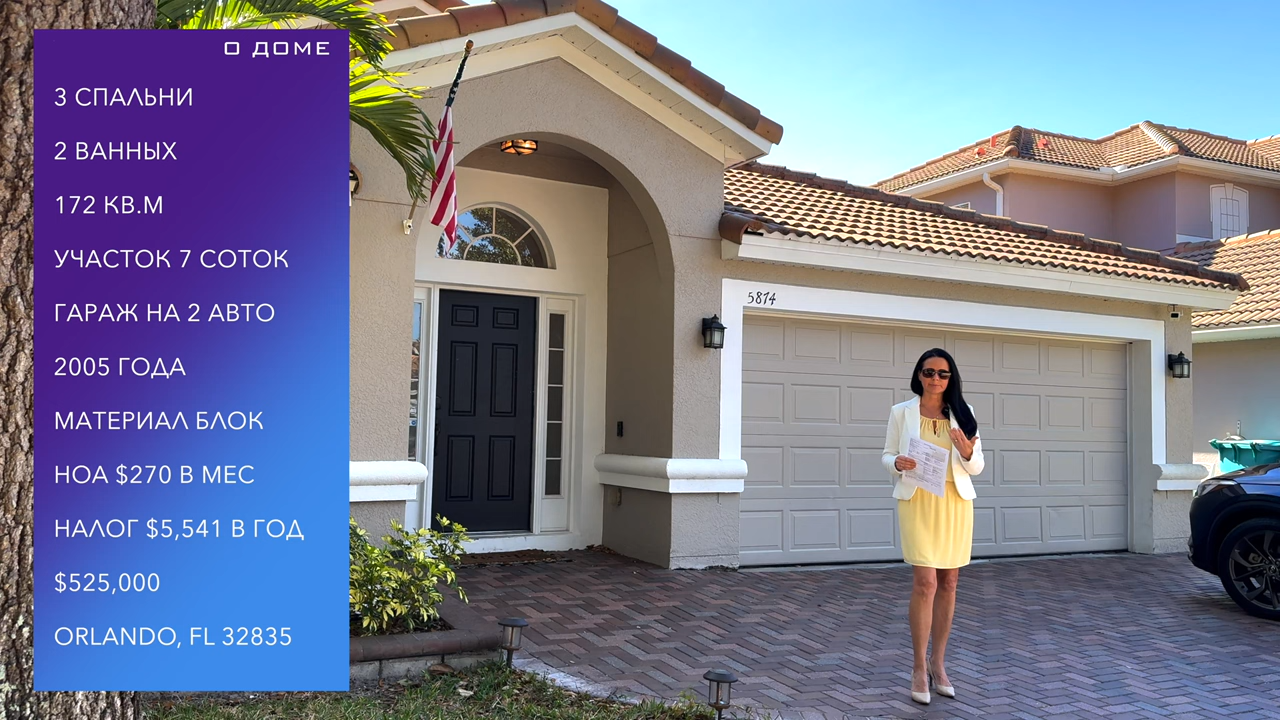 О ДОМЕ
3 СПАЛЬНИ
2 ВАННЫХ
172 КВ.М
УЧАСТОК 7 СОТОК
ГАРАЖ НА 2 АВТО
2005 ГОДА
МАТЕРИАЛ БЛОК
HOA $270 В МЕС
НАЛОГ $5,541 В ГОД
$525,000
ORLANDO, FL 32835
5874